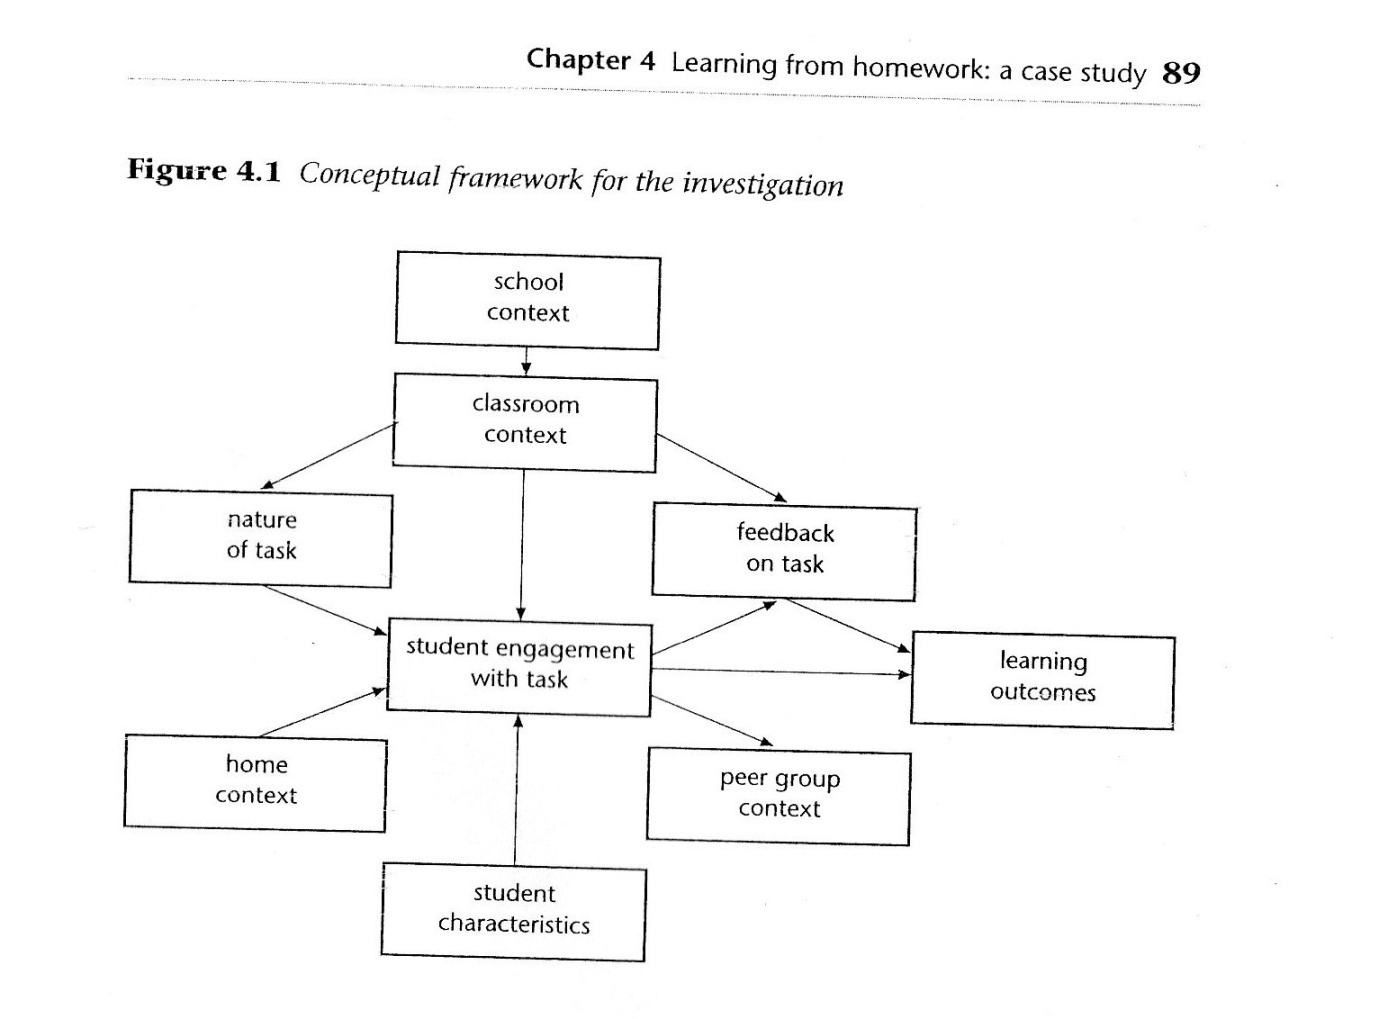 Chapter 4 Learning from homework: a case study 89
Figure 4.1 Conceptual framework for the investigation
school
context
classroom
context
nature
of task
feedback
on task
student engagement
with task
learning
outcomes
home
context
peer group
context
student
characteristics